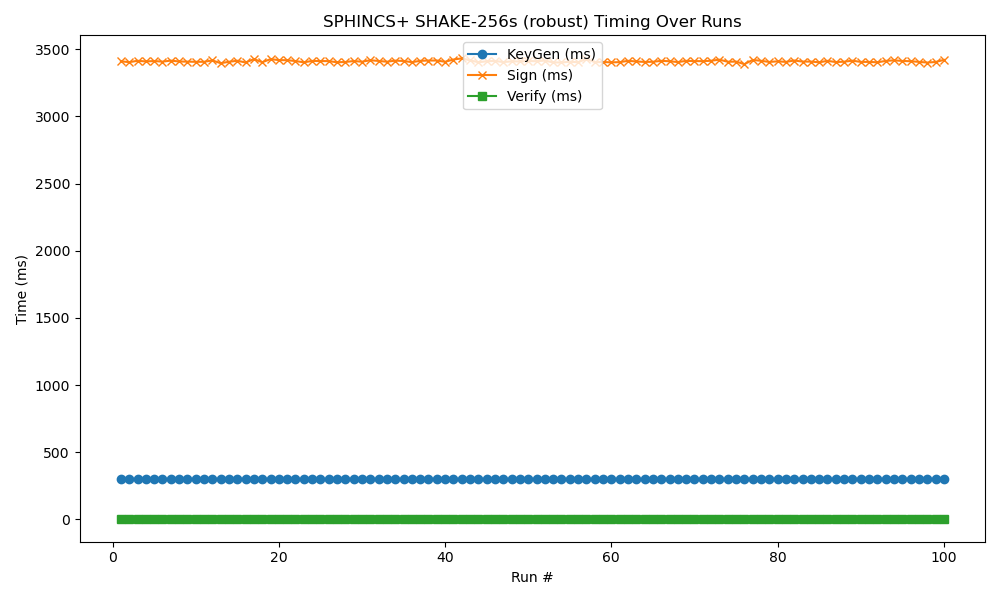 SPHINCS+ SHAKE-256s (robust) Timing Over Runs
KeyGen (ms)
Sign (ms)
Verify (ms)
Time (ms)
3500
3000
2500
2000
1500
1000
500
0
0
20
40
60
80
100
Run #